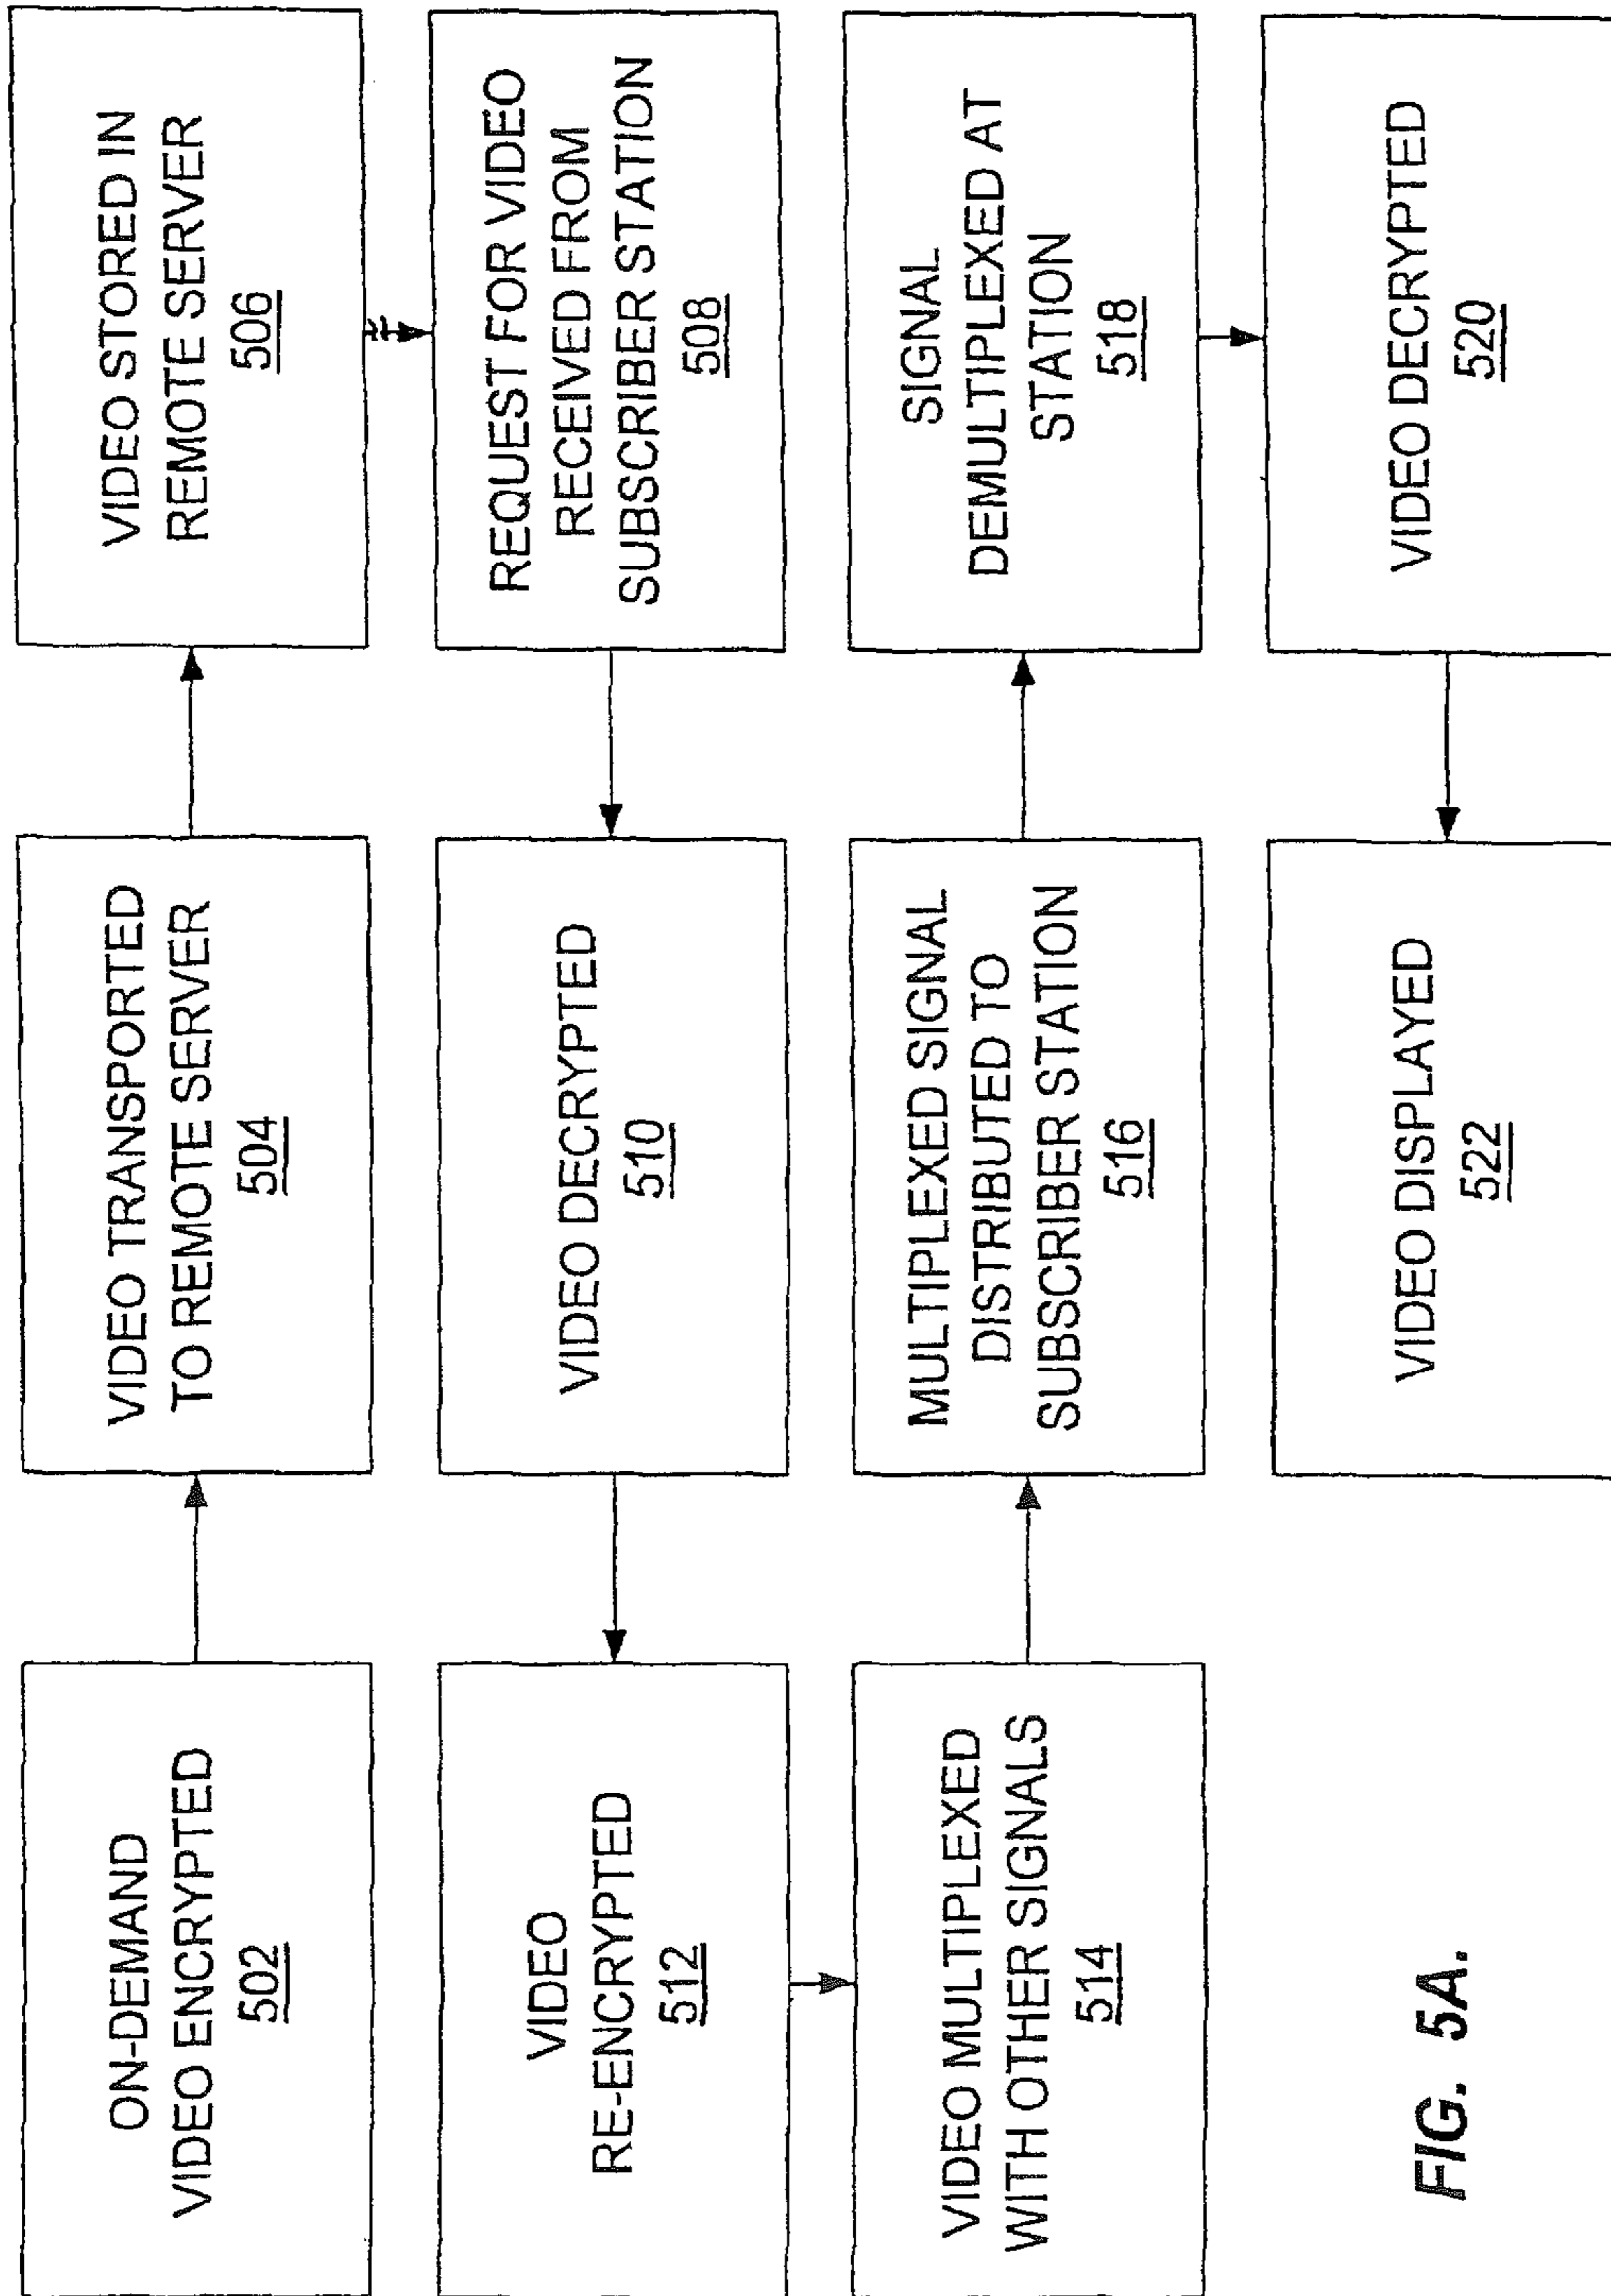 ON-DEMAND
VIDEO ENCRYPTED
502
VIDEO TRANSPORTED
TO REMOTE SERVER
504
VIDEO STORED IN
REMOTE SERVER
506
REQUEST FOR VIDEO
RECEIVED FROM
SUBSCRIBER STATION
508
VIDEO DECRYPTED
510
VIDEO
RE-ENCRYPTED
512
VIDEO MULTIPLEXED
WITH OTHER SIGNALS
514
MULTIPLEXED SIGNAL
DISTRIBUTED TO
SUBSCRIBER STATION
516
SIGNAL
DEMULTIPLEXED AT
STATION
518
VIDEO DECRYPTED
520
VIDEO DISPLAYED
522
FIG. 5A.